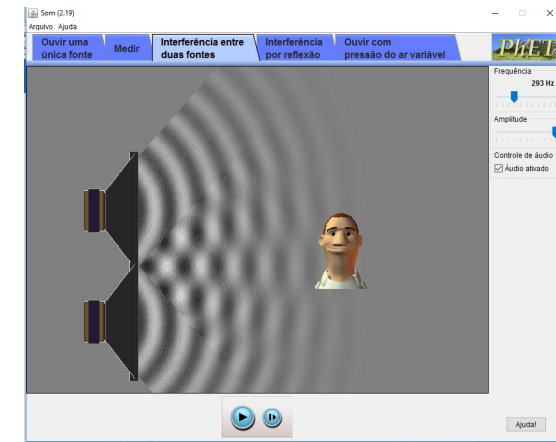 Som (2.19)
Arquivo Ajuda
Ouvir uma
única fonte
Medir
Interferência entre
duas fontes
Interferência
por reflexão
Ouvir com
pressão do ar variável
PhET
Frequência
293 Hz
Amplitude
Controle de áudio
Áudio ativado
Ajuda!